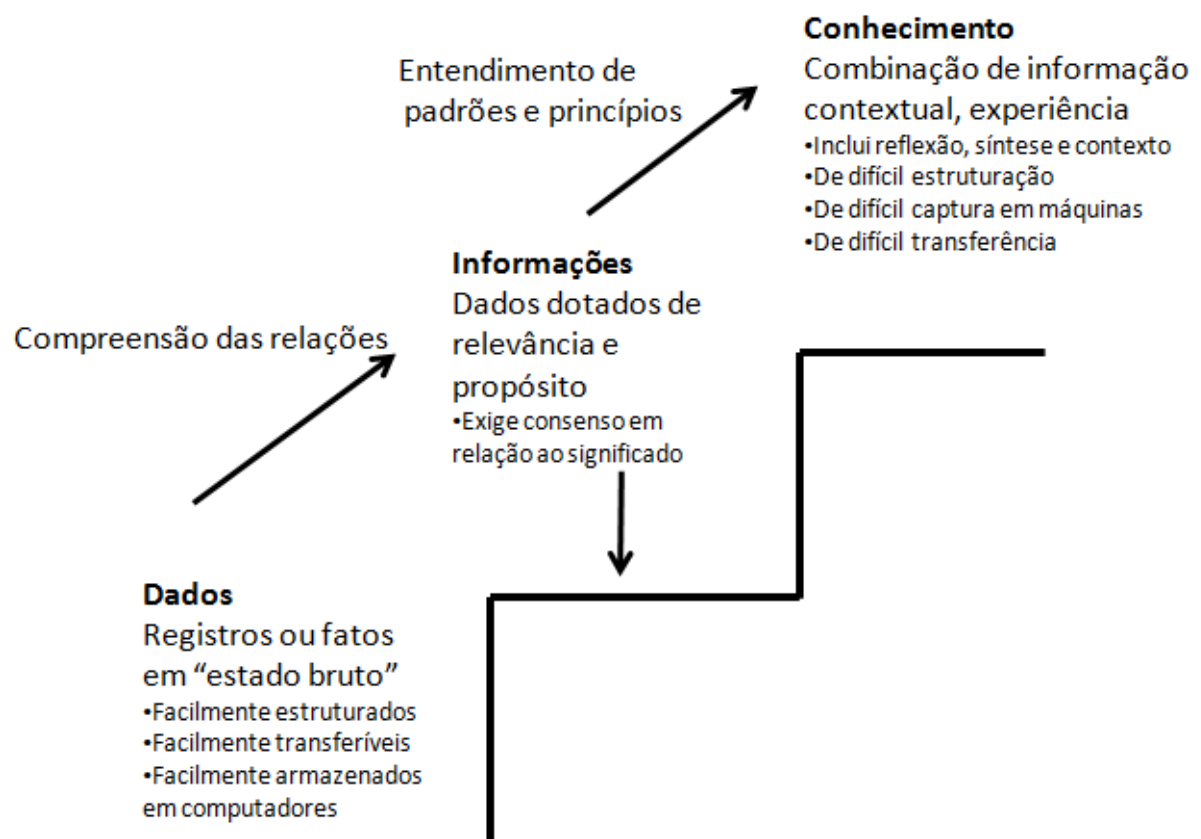 Conhecimento
Combinação de informação
contextual, experiência
•Inclui reflexão, síntese e contexto
•De difícil estruturação
•De difícil captura em máquinas
•De difícil transferência
Entendimento de
padrões e princípios
Informações
Dados dotados de
relevância e
propósito
•Exige consenso em
relação ao significado
Compreensão das relações
Dados
Registros ou fatos
em “estado bruto”
•Facilmente estruturados
•Facilmente transferíveis
•Facilmente armazenados
em computadores